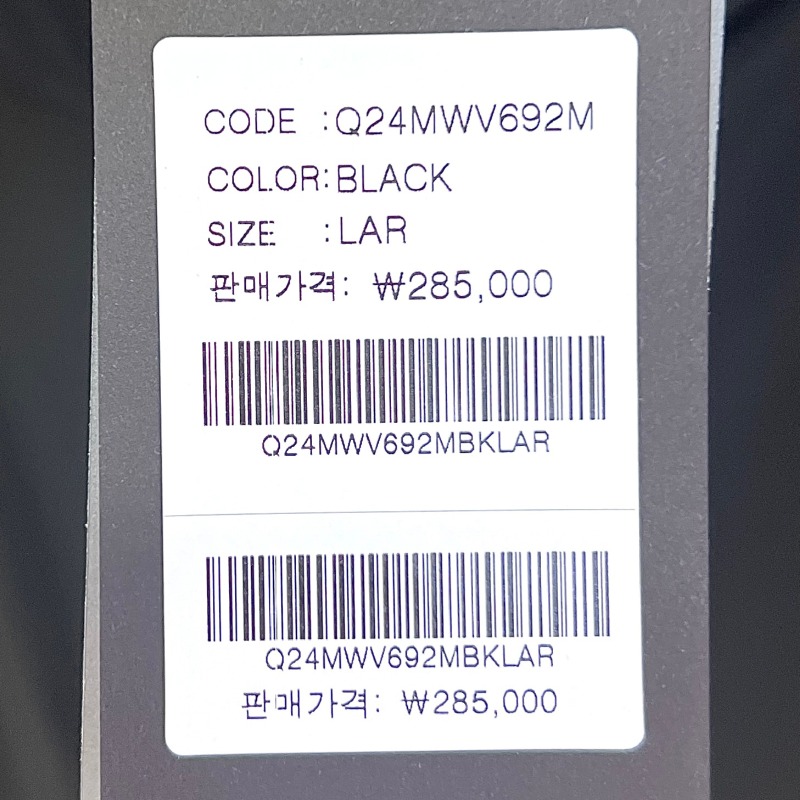 CODE :Q24MWV692M
COLOR:BLACK
SIZE :LAR
판매가격: ₩285,000
Q24MWV692MBKLAR
Q24MWV692MBKLAR
판매가격: ₩285,000